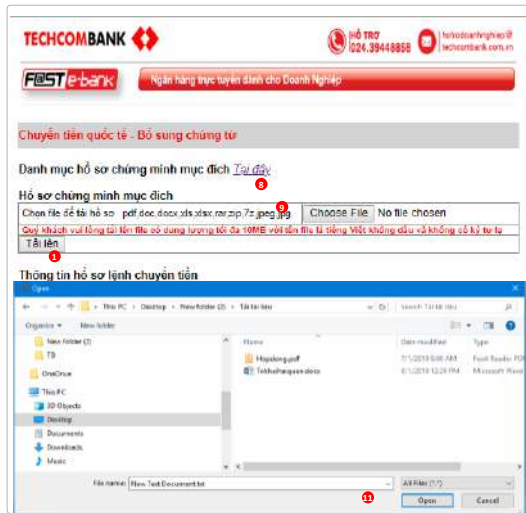 TECHCOMBANK
HỖ TRỢ
024.39448858
hotrodoanhnghiep@
techcombank.com.vn
F@ST e-bank
Ngân hàng trực tuyến dành cho Doanh Nghiệp
Chuyển tiền quốc tế - Bổ sung chứng từ
Danh mục hồ sơ chứng minh mục đích Tại đây
8
Hồ sơ chứng minh mục đích
9
Chọn file để tải hồ sơ pdf,doc,docx,xls,xlsx,rar,zip,7z,jpeg,jpg Choose File No file chosen
Quý khách vui lòng tải lên file có dung lượng tối đa 10MB với tên file là tiếng Việt không dấu và không có ký tự lạ
Tải lên
1
Thông tin hồ sơ lệnh chuyển tiền
Open
This PC > Desktop > New folder (2) > Tài tài lieu
Organize New folder
New folder (2)
TB
OneDrive
This PC
3D Objects
Desktop
Documents
Downloads
Music
Name Date modified Type
Hopdong.pdf
Tokhaihaiquan.docx Microsoft Word
File name: New Text Document.txt All Files (*.*)
11
Open Cancel